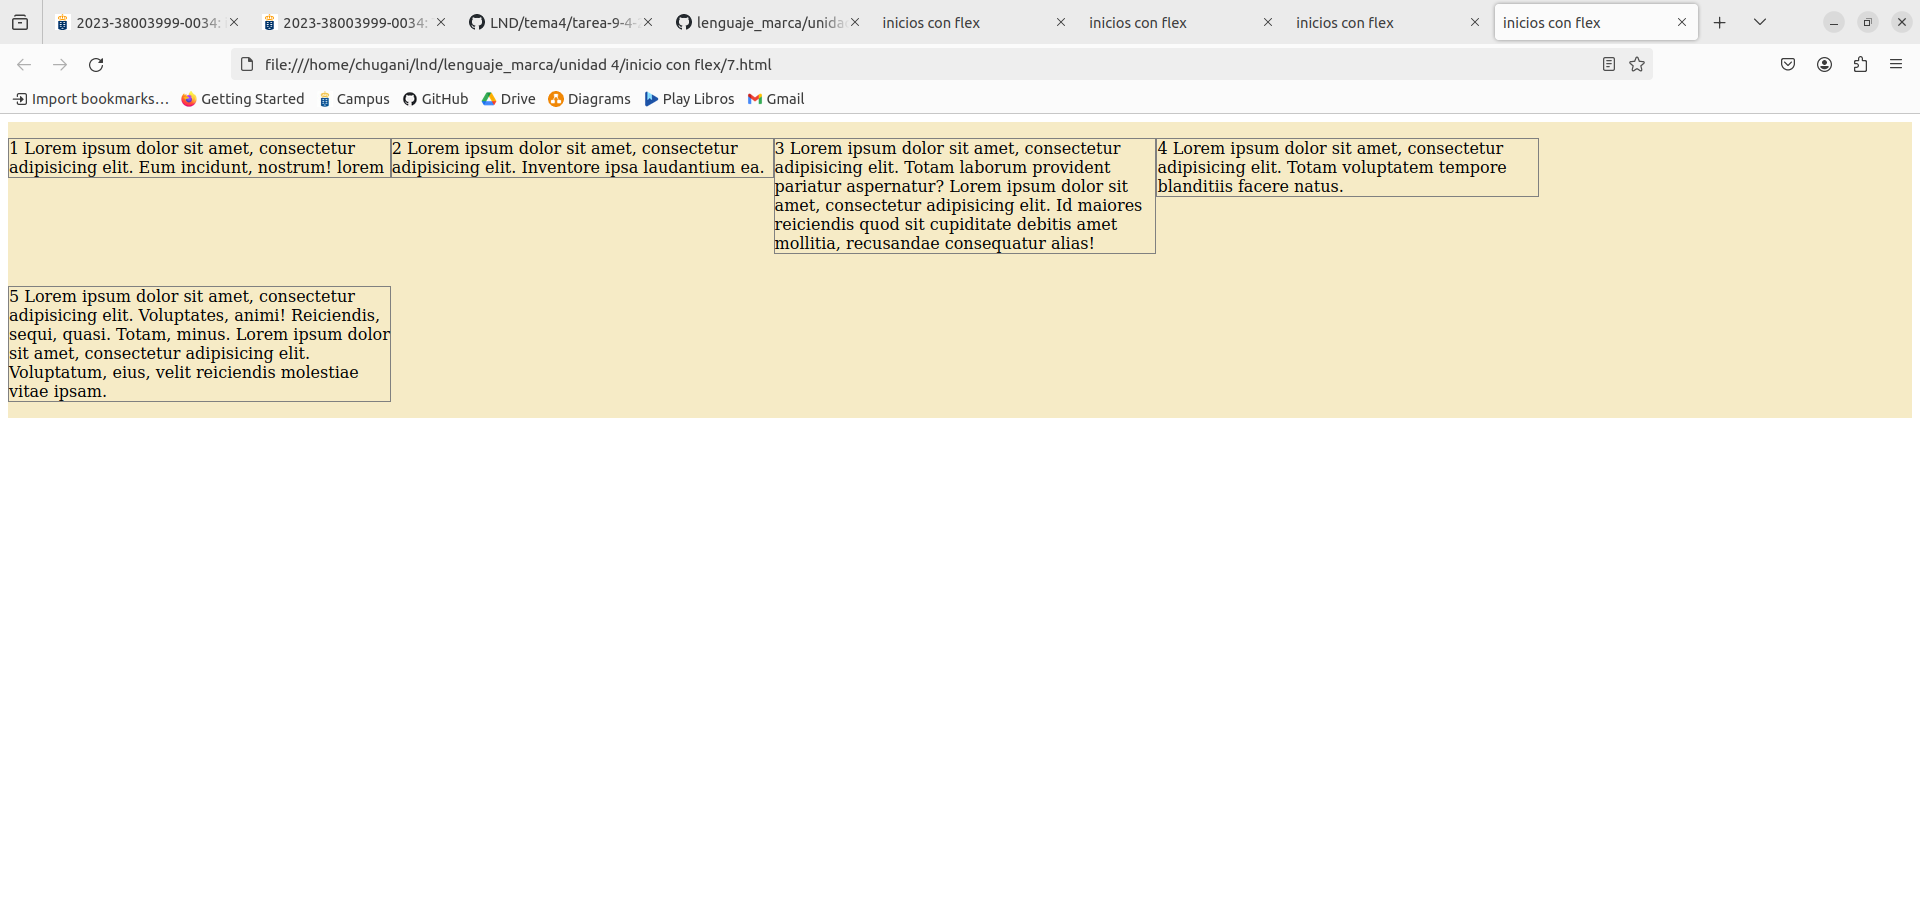 2023-38003999-0034:
2023-38003999-0034:
LND/tema4/tarea-9-4-2
lenguaje_marca/unida
inicios con flex
inicios con flex
inicios con flex
inicios con flex
file:///home/chugani/lnd/lenguaje_marca/unidad 4/inicio con flex/7.html
Import bookmarks…
Getting Started
Campus
GitHub
Drive
Diagrams
Play Libros
Gmail
1 Lorem ipsum dolor sit amet, consectetur
adipisicing elit. Eum incidunt, nostrum! lorem
2 Lorem ipsum dolor sit amet, consectetur
adipisicing elit. Inventore ipsa laudantium ea.
3 Lorem ipsum dolor sit amet, consectetur
adipisicing elit. Totam laborum provident
pariatur aspernatur? Lorem ipsum dolor sit
amet, consectetur adipisicing elit. Id maiores
reiciendis quod sit cupiditate debitis amet
mollitia, recusandae consequatur alias!
4 Lorem ipsum dolor sit amet, consectetur
adipisicing elit. Totam voluptatem tempore
blanditiis facere natus.
5 Lorem ipsum dolor sit amet, consectetur
adipisicing elit. Voluptates, animi! Reiciendis,
sequi, quasi. Totam, minus. Lorem ipsum dolor
sit amet, consectetur adipisicing elit.
Voluptatum, eius, velit reiciendis molestiae
vitae ipsam.